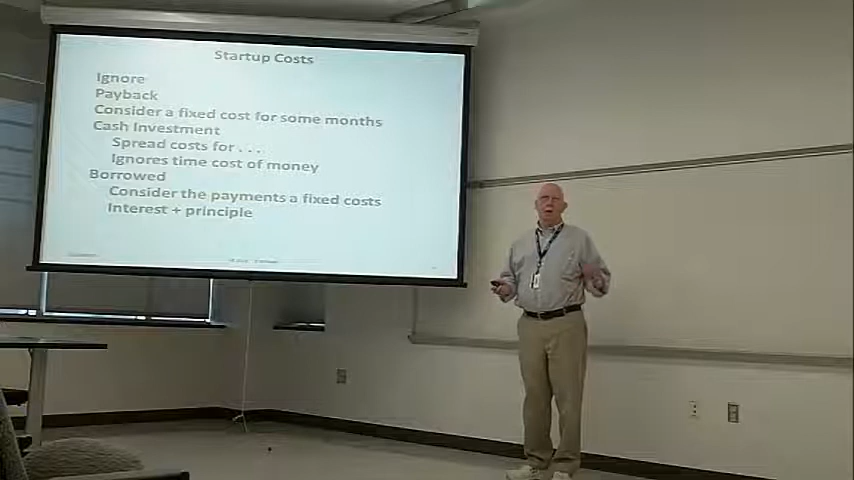 Startup Costs
Ignore
Payback
Consider a fixed cost for some months
Cash Investment
Spread costs for . . .
Ignores time cost of money
Borrowed
Consider the payments a fixed costs
Interest + principle